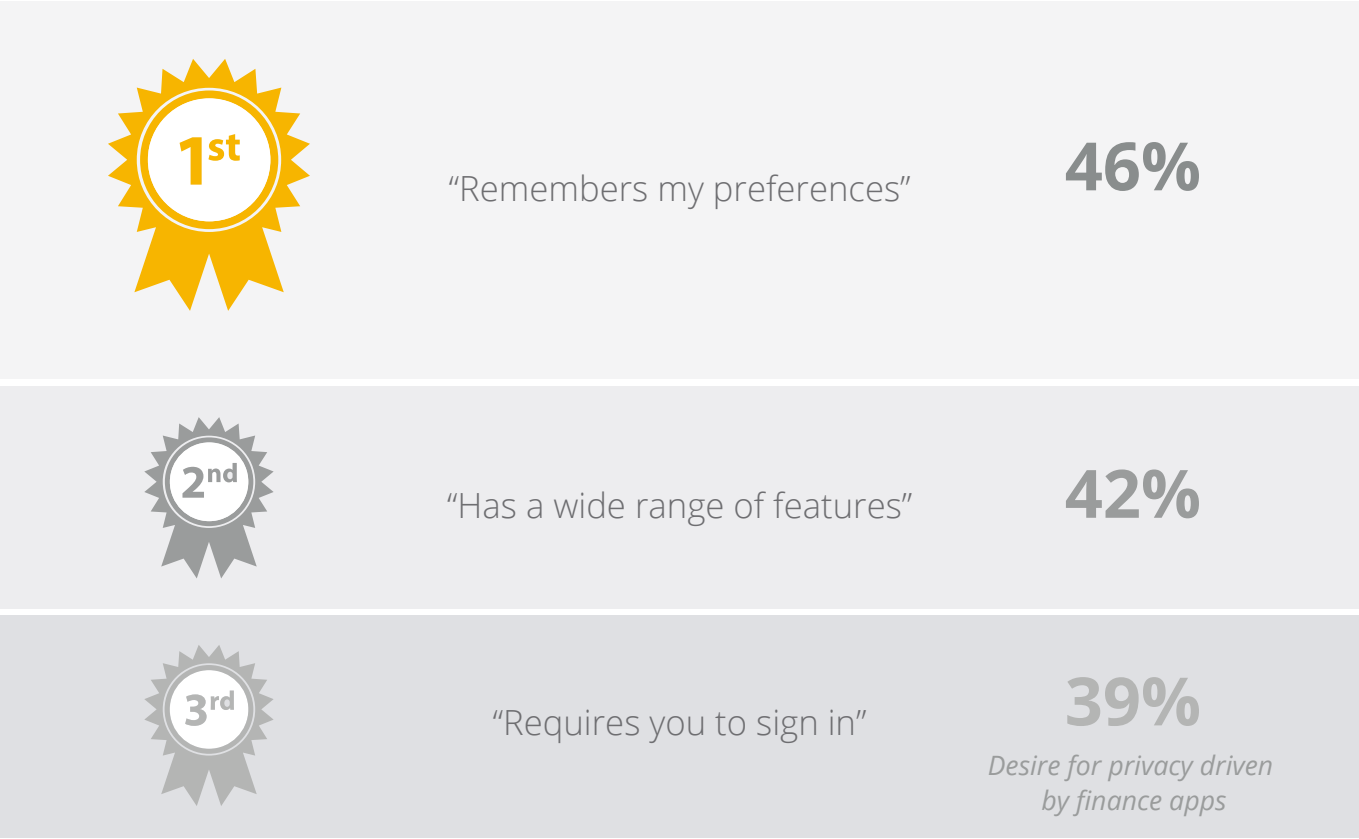 1st
“Remembers my preferences”
46%
2nd
“Has a wide range of features”
42%
3rd
“Requires you to sign in”
39%
Desire for privacy driven
by finance apps